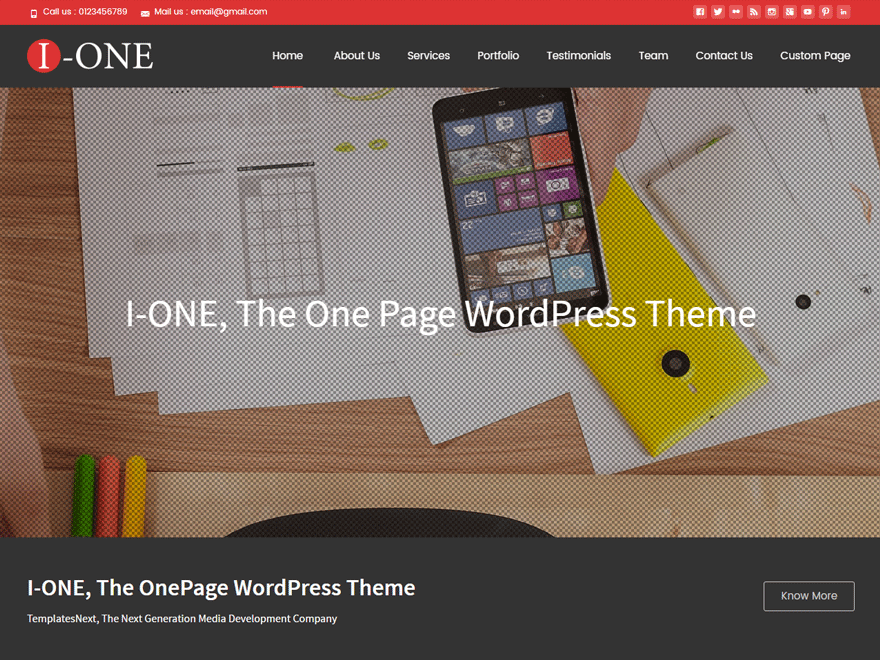 Call us : 0123456789
Mail us : email@gmail.com
I-ONE
Home
About Us
Services
Portfolio
Testimonials
Team
Contact Us
Custom Page
22
I-ONE, The One Page WordPress Theme
I-ONE, The OnePage WordPress Theme
TemplatesNext, The Next Generation Media Development Company
Know More